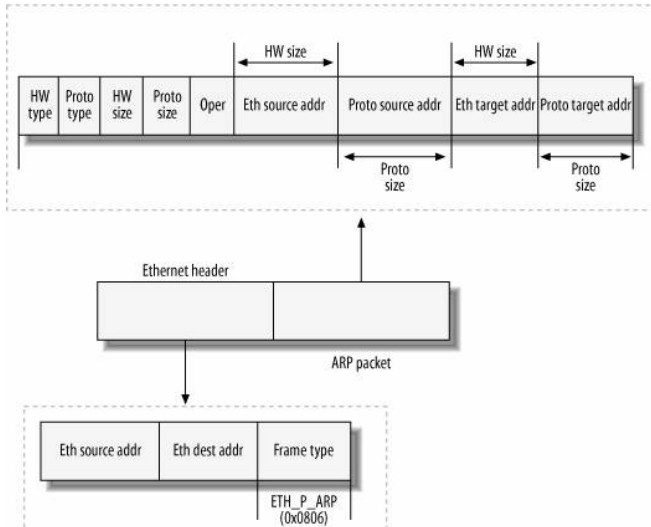 HW size
HW size
HW type
Proto type
HW size
Proto size
Oper
Eth source addr
Proto source addr
Eth target addr
Proto target addr
Proto size
Proto size
Ethernet header
ARP packet
Eth source addr
Eth dest addr
Frame type
ETH_P_ARP
(0x0806)